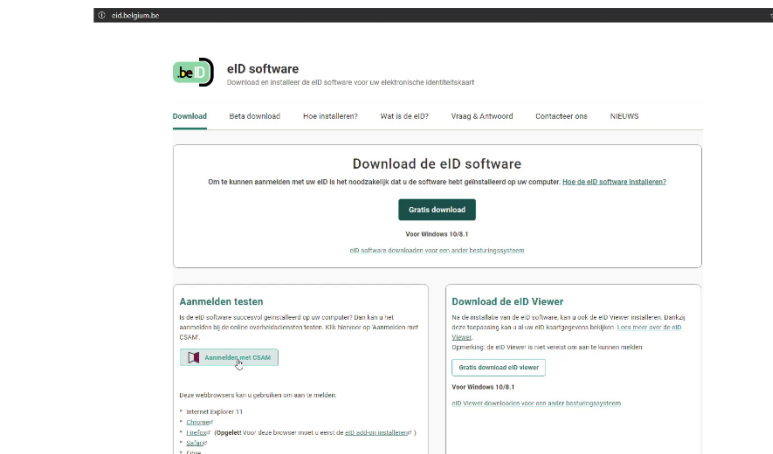 eid.belgium.be
.beID
eID software
Download en installeer de eID software voor uw elektronische identiteitskaart
Download Beta download Hoe installeren? Wat is de eID? Vraag & Antwoord Contacteer ons NIEUWS
Download de eID software
Om te kunnen aanmelden met uw eID is het noodzakelijk dat u de software hebt geïnstalleerd op uw computer. Hoe de eID software installeren?
Gratis download
Voor Windows 10/8.1
eID software downloaden voor een ander besturingssysteem
Aanmelden testen
Is de eID software succesvol geïnstalleerd op uw computer? Dan kan u het
aanmelden bij de online overheidsdiensten testen. Klik hiervoor op 'Aanmelden met
CSAM'.
Aanmelden met CSAM
Deze webbrowsers kan u gebruiken om aan te melden:
Internet Explorer 11
Chrome
Firefox (Opgelet! Voor deze browser moet u eerst de eID add-on installeren )
Safari
Edge
Download de eID Viewer
Na de installatie van de eID software, kan u ook de eID Viewer installeren. Dankzij
deze toepassing kan u al uw eID kaartgegevens bekijken. Lees meer over de eID
Viewer.
Opmerking: de eID Viewer is niet vereist om aan te kunnen melden
Gratis download eID viewer
Voor Windows 10/8.1
eID Viewer downloaden voor een ander besturingssysteem